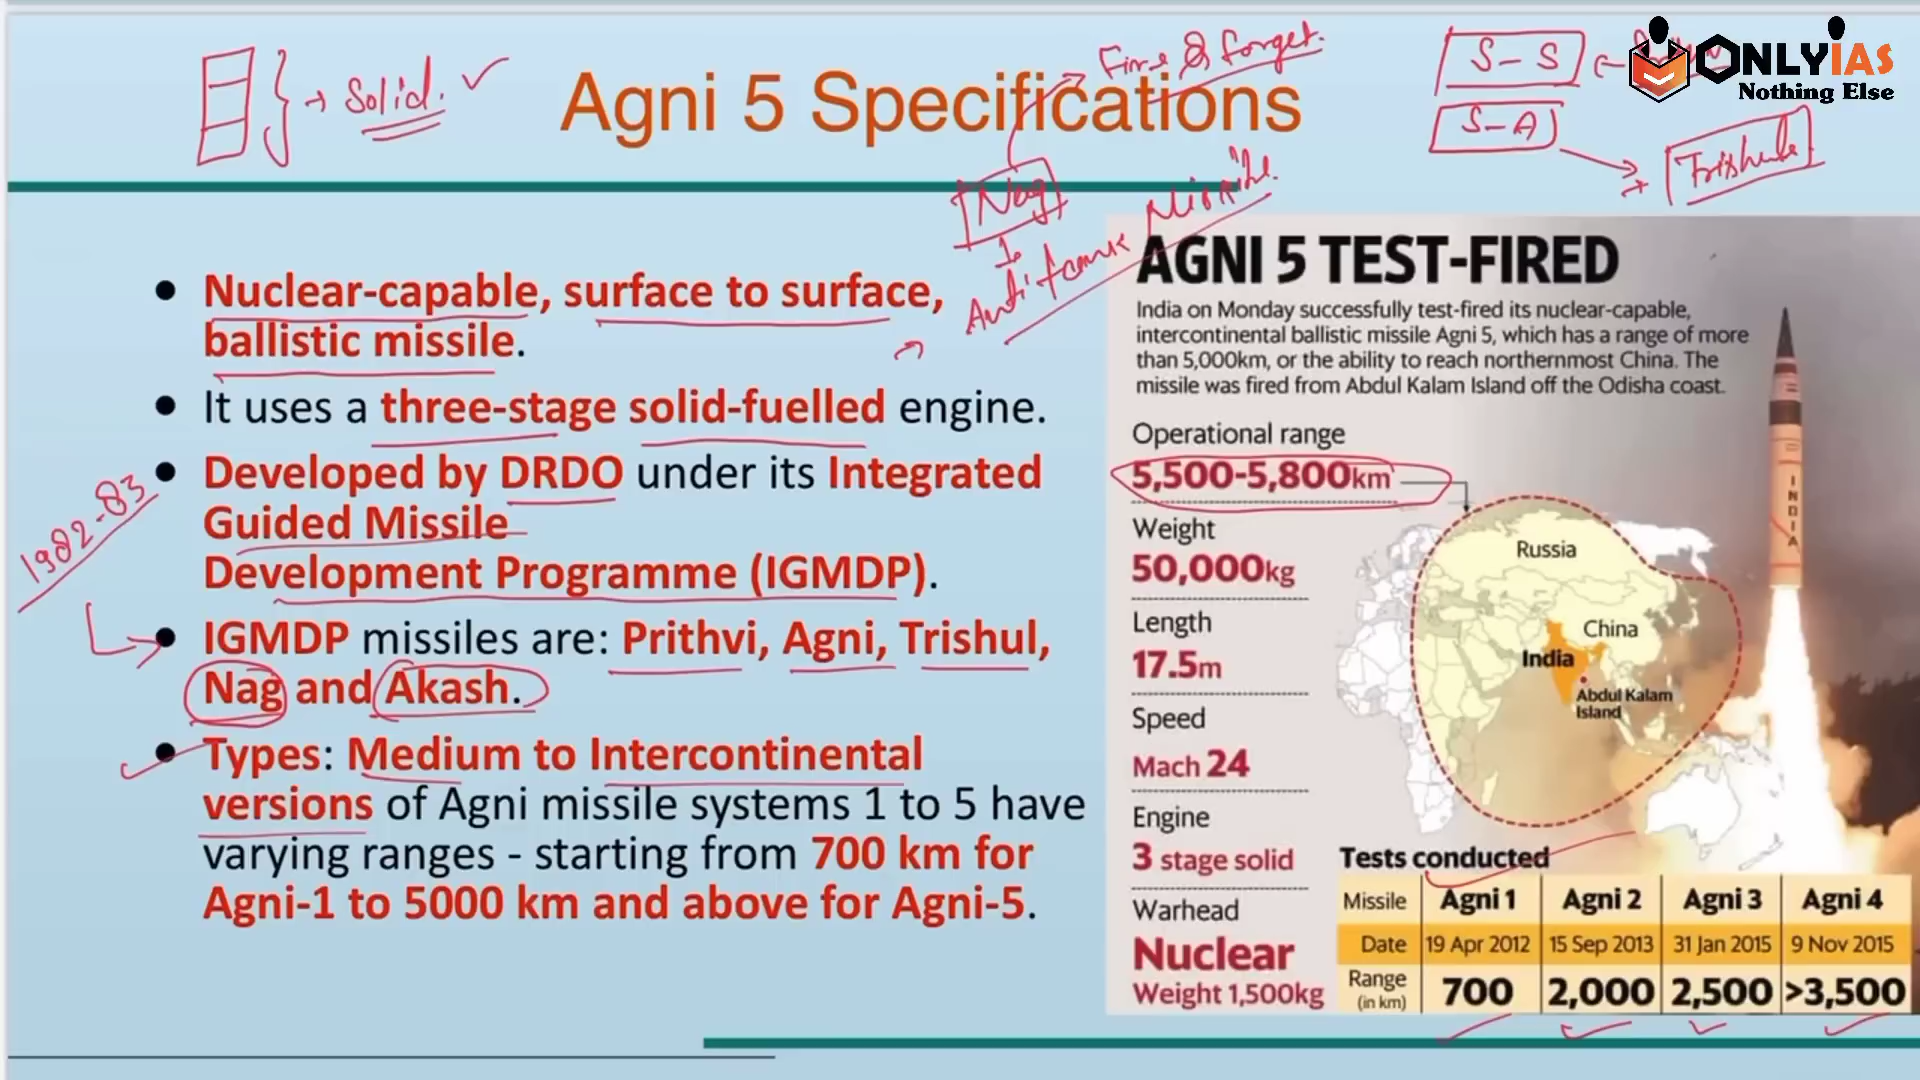 Solid.
Agni 5 Specifications
Fire & forget.
S-S
S-A
ONLYIAS
Nothing Else
Nag
Anti tank Missile.
• Nuclear-capable, surface to surface,
ballistic missile.
• It uses a three-stage solid-fuelled engine.
1982-83
• Developed by DRDO under its Integrated
Guided Missile
Development Programme (IGMDP).
• IGMDP missiles are: Prithvi, Agni, Trishul,
Nag and Akash.
• Types: Medium to Intercontinental
versions of Agni missile systems 1 to 5 have
varying ranges - starting from 700 km for
Agni-1 to 5000 km and above for Agni-5.
AGNI 5 TEST-FIRED
India on Monday successfully test-fired its nuclear-capable,
intercontinental ballistic missile Agni 5, which has a range of more
than 5,000km, or the ability to reach northernmost China. The
missile was fired from Abdul Kalam Island off the Odisha coast.
Operational range
5,500-5,800km
Weight
50,000kg
Length
17.5m
Speed
Mach 24
Engine
3 stage solid
Warhead
Nuclear
Weight 1,500kg
Russia
China
India
Abdul Kalam
Island
INDIA
Tests conducted
Missile Agni 1 Agni 2 Agni 3 Agni 4
Date 19 Apr 2012 15 Sep 2013 31 Jan 2015 9 Nov 2015
Range 700 2,000 2,500 >3,500
(in km)